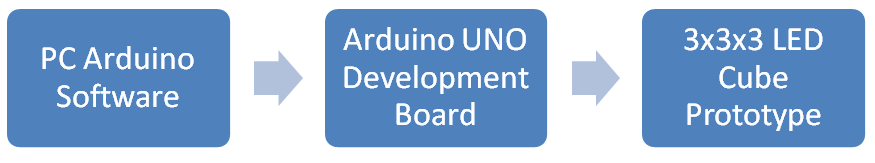 PC Arduino
Software
Arduino UNO
Development
Board
3x3x3 LED
Cube
Prototype